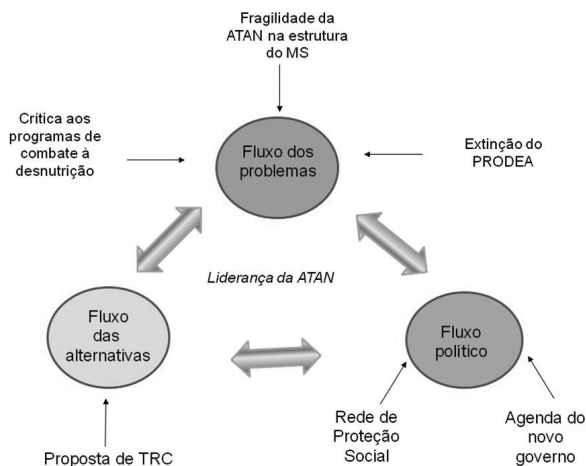 Fragilidade da
ATAN na estrutura
do MS
Crítica aos
programas de
combate à
desnutrição
Fluxo dos
problemas
Extinção do
PRODEA
Liderança da ATAN
Fluxo
das
alternativas
Fluxo
político
Proposta de TRC
Rede de
Proteção
Social
Agenda do
novo
governo